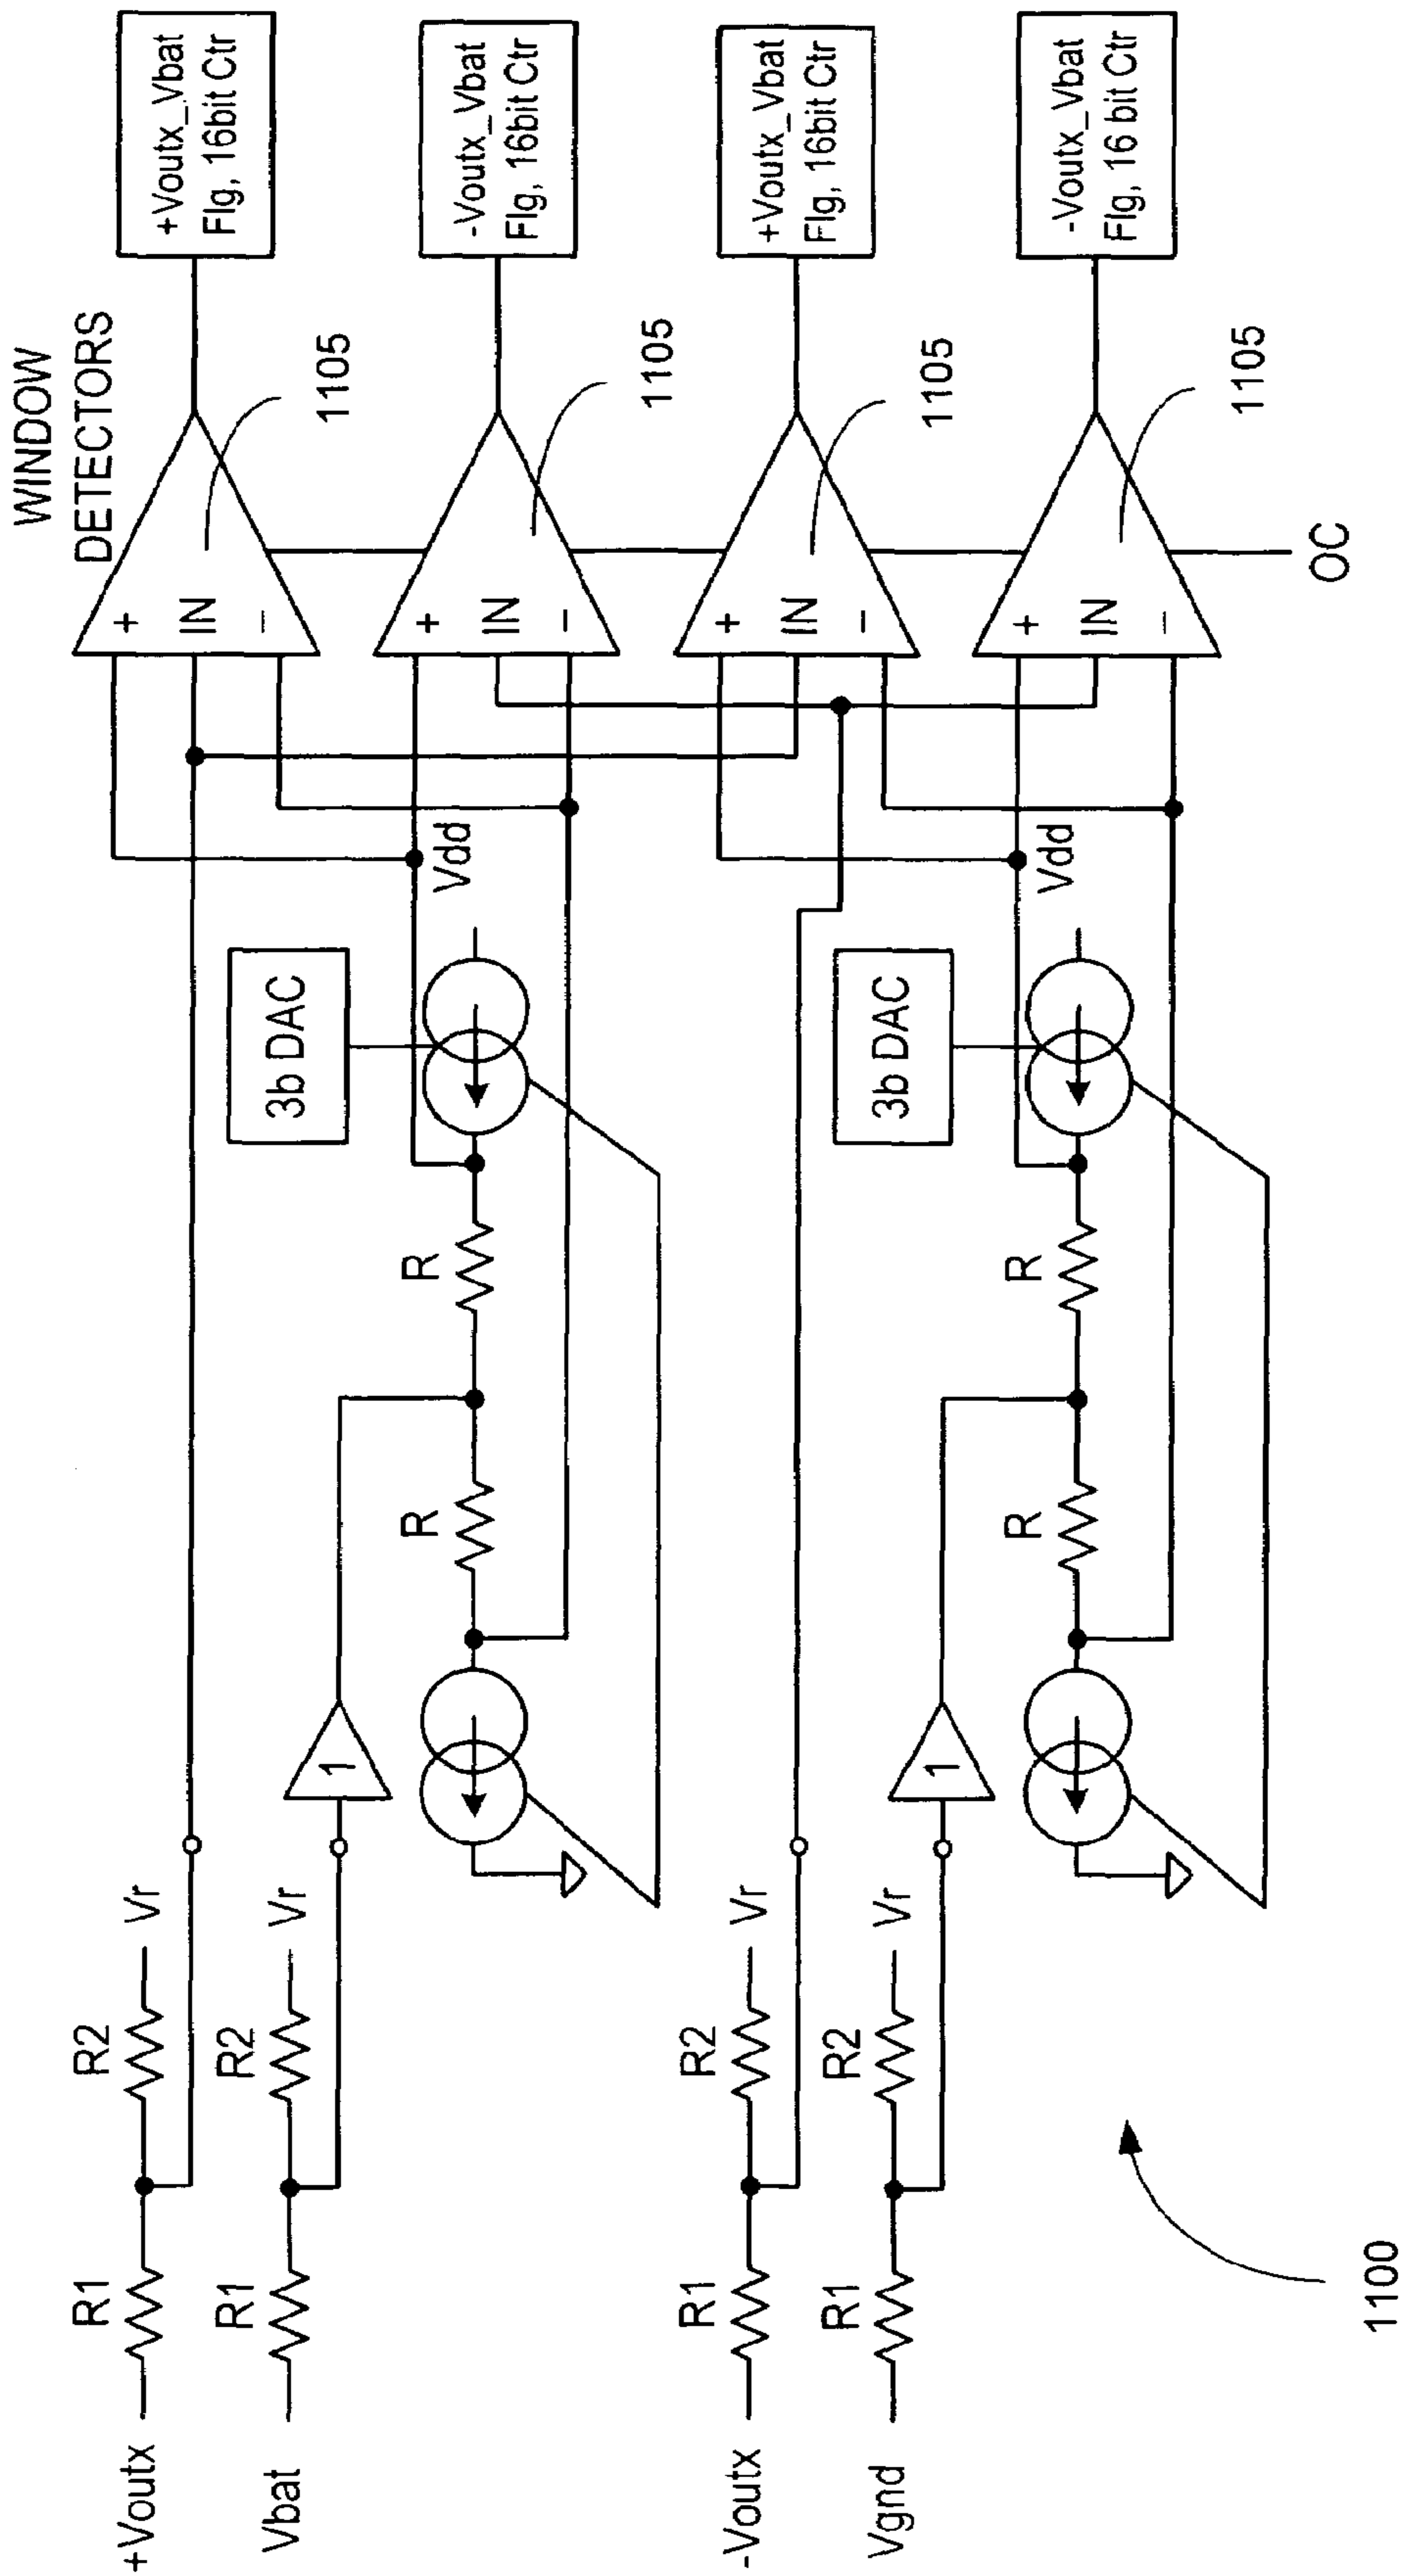 WINDOW
DETECTORS
+Voutx
R1
R2
Vr
+
IN
−
1105
+Voutx_Vbat
Flg, 16bit Ctr
Vbat
R1
R2
Vr
1
R
R
3b DAC
Vdd
+
IN
−
1105
-Voutx_Vbat
Flg, 16bit Ctr
-Voutx
R1
R2
Vr
+
IN
−
1105
+Voutx_Vbat
Flg, 16bit Ctr
Vgnd
R1
R2
Vr
1
R
R
3b DAC
Vdd
+
IN
−
1105
-Voutx_Vbat
Flg, 16 bit Ctr
OC
1100